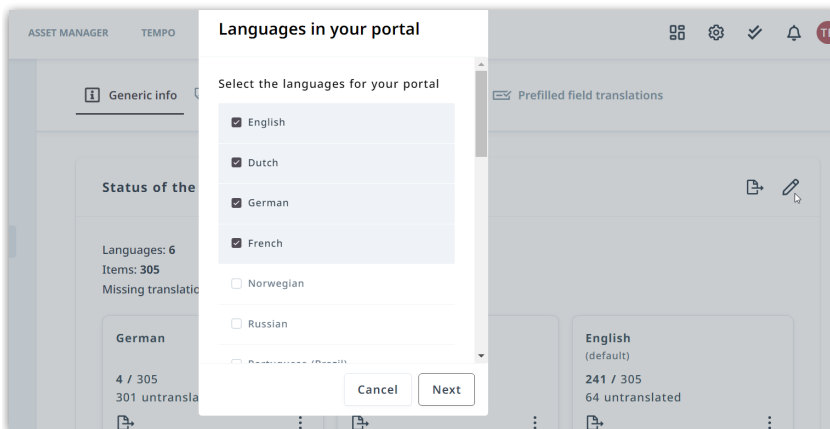 ASSET MANAGER
TEMPO
Languages in your portal
Generic info
Prefilled field translations
Select the languages for your portal
English
Dutch
German
French
Norwegian
Russian
Portuguese (Brazil)
Cancel
Next
Status of the
Languages: 6
Items: 305
Missing
German
4 / 305
301
English
(default)
241 / 305
64 untranslated